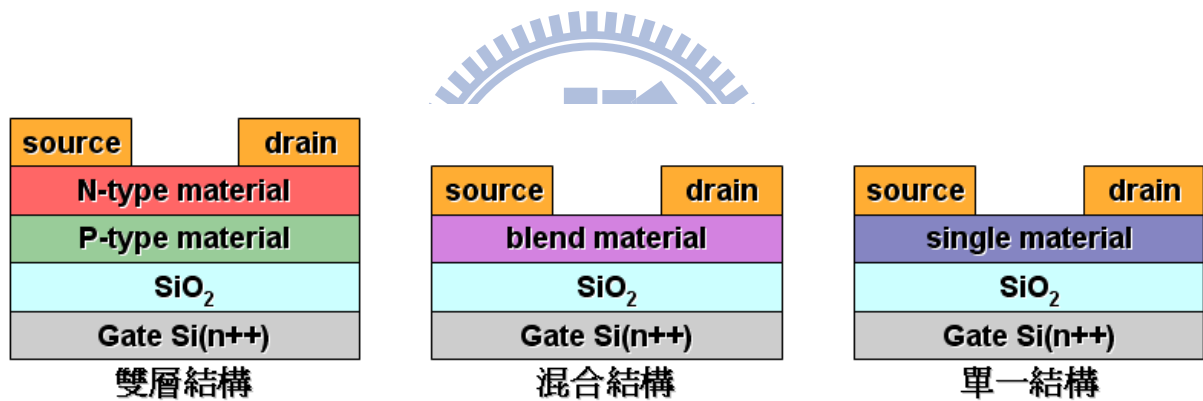 source drain
N-type material
P-type material
SiO₂
Gate Si(n++)
雙層結構
source drain
blend material
SiO₂
Gate Si(n++)
混合結構
source drain
single material
SiO₂
Gate Si(n++)
單一結構